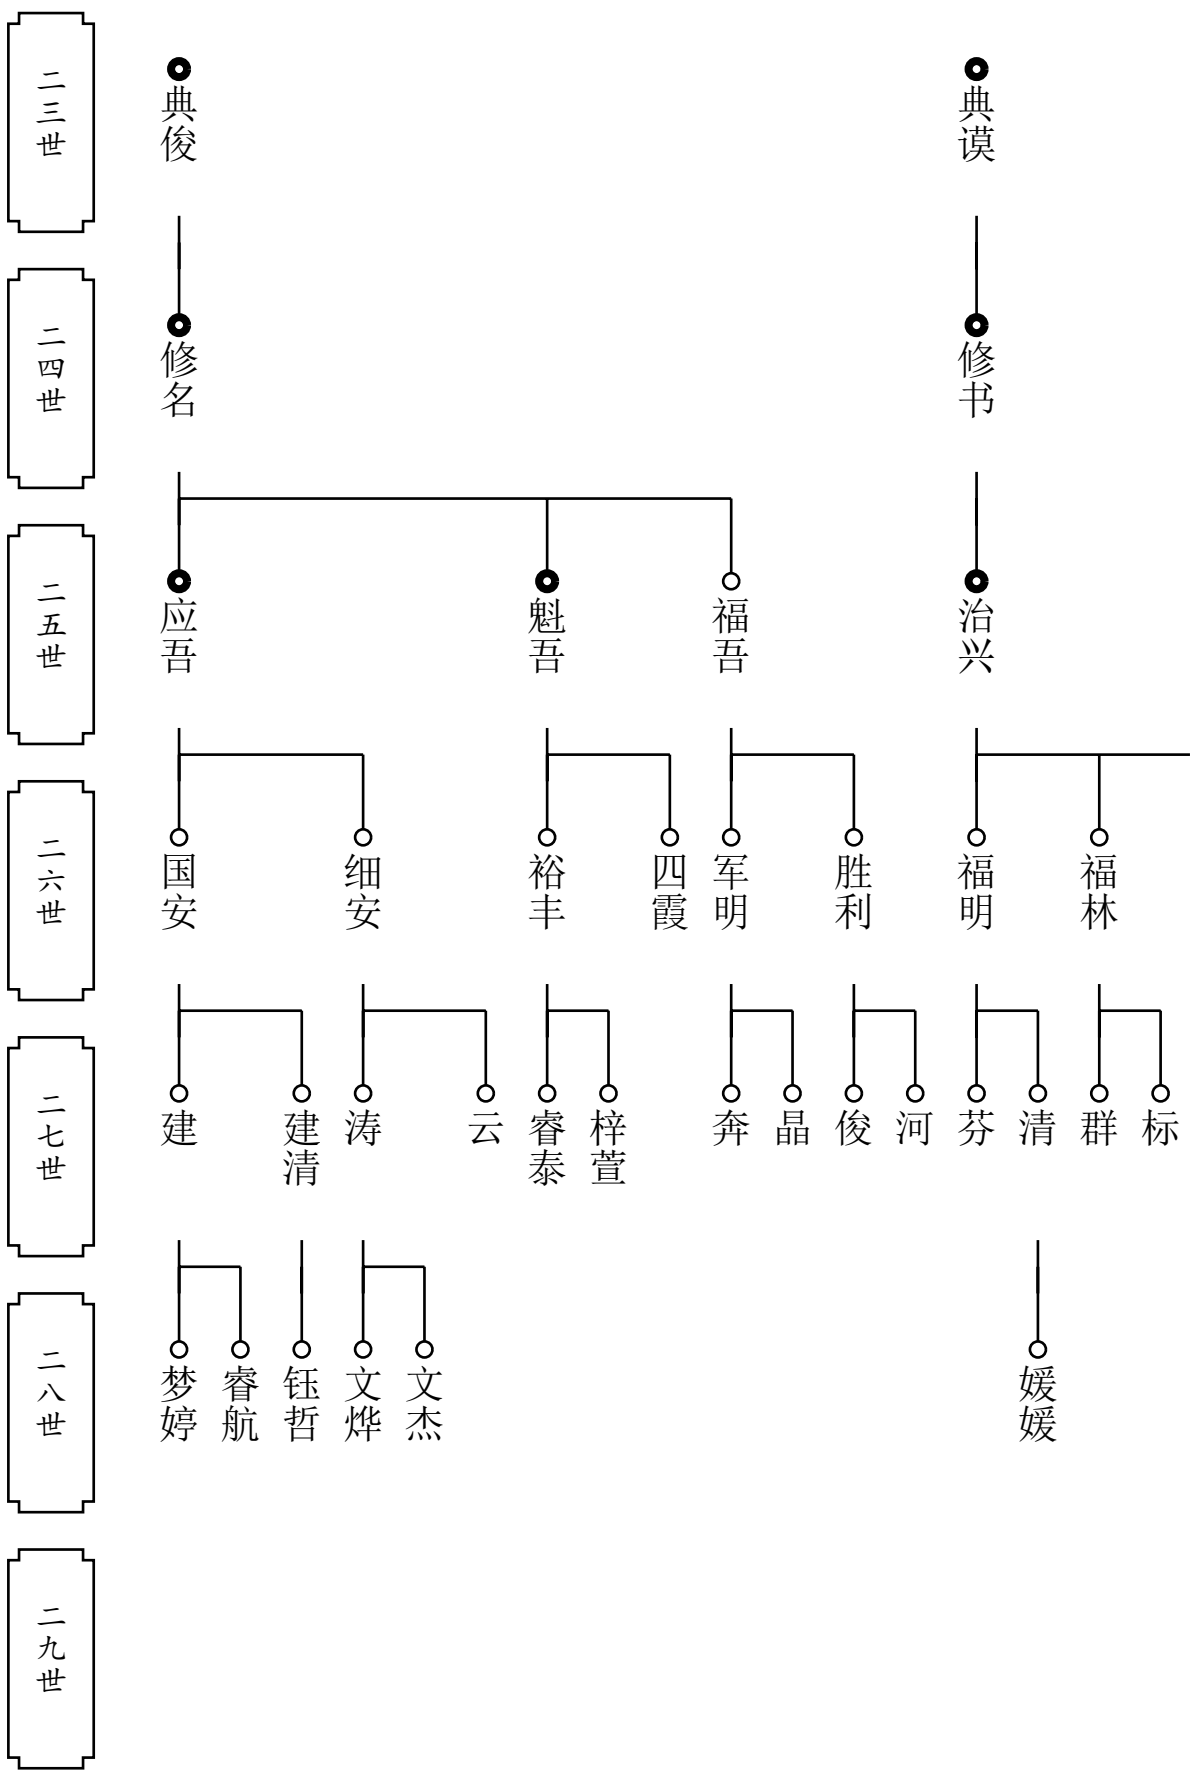 二三世
典俊
典谟
二四世
修名
修书
二五世
应吾
魁吾
福吾
治兴
二六世
国安
细安
裕丰
四霞
军明
胜利
福明
福林
二七世
建
建清
涛
云
睿泰
梓萱
奔
晶
俊
河
芬
清
群
标
二八世
梦婷
睿航
钰哲
文烨
文杰
媛媛
二九世